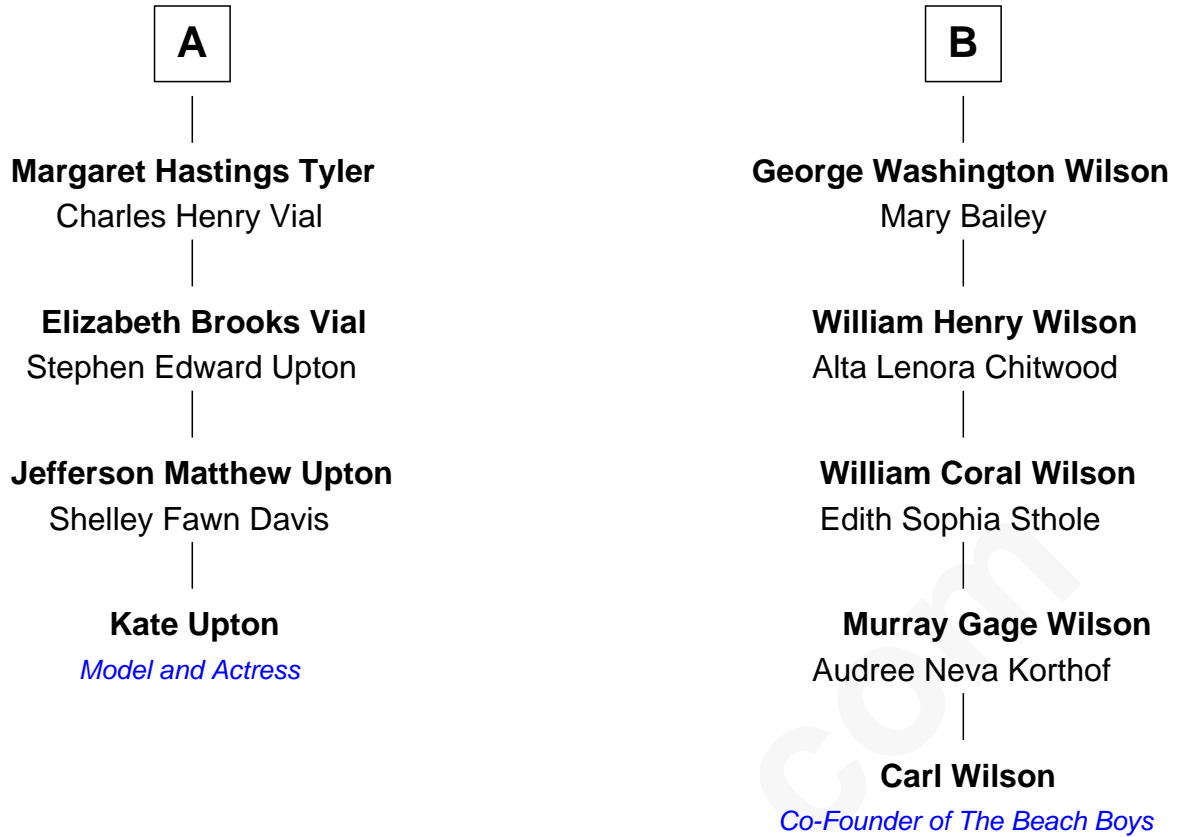 A
Margaret Hastings Tyler
Charles Henry Vial
Elizabeth Brooks Vial
Stephen Edward Upton
Jefferson Matthew Upton
Shelley Fawn Davis
Kate Upton
Model and Actress
B
George Washington Wilson
Mary Bailey
William Henry Wilson
Alta Lenora Chitwood
William Coral Wilson
Edith Sophia Sthole
Murray Gage Wilson
Audree Neva Korthof
Carl Wilson
Co-Founder of The Beach Boys
com